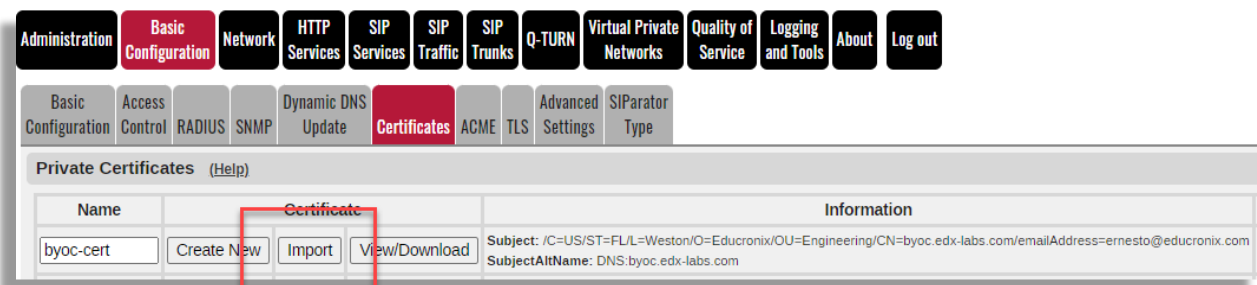 Administration
Basic
Configuration
Network
HTTP
Services
SIP
Services
SIP
Traffic
SIP
Trunks
Q-TURN
Virtual Private
Networks
Quality of
Service
Logging
and Tools
About
Log out
Basic
Configuration
Access
Control
RADIUS
SNMP
Dynamic DNS
Update
Certificates
ACME
TLS
Advanced
Settings
SIParator
Type
Private Certificates (Help)
Name
Certificate
Information
byoc-cert
Create New
Import
View/Download
Subject: /C=US/ST=FL/L=Weston/O=Educronix/OU=Engineering/CN=byoc.edx-labs.com/emailAddress=ernesto@educronix.com
SubjectAltName: DNS:byoc.edx-labs.com